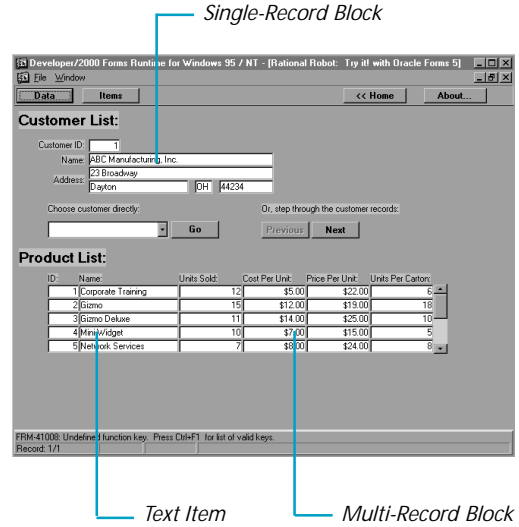 Single-Record Block
Developer/2000 Forms Runtime for Windows 95 / NT - [Rational Robot: Try it! with Oracle Forms 5]
File Window
Data Items << Home About...
Customer List:
Customer ID: 1
Name: ABC Manufacturing, Inc.
Address: 23 Broadway
Dayton OH 44234
Choose customer directly: Or, step through the customer records:
Go Previous Next
Product List:
ID: Name: Units Sold: Cost Per Unit: Price Per Unit: Units Per Carton:
1 Corporate Training 12 $5.00 $22.00 6
2 Gizmo 15 $12.00 $19.00 18
3 Gizmo Deluxe 11 $14.00 $25.00 10
4 Mini Widget 10 $7.00 $15.00 5
5 Network Services 7 $8.00 $24.00 8
FRM-41008: Undefined function key. Press Ctrl+F1 for list of valid keys.
Record: 1/1
Text Item Multi-Record Block